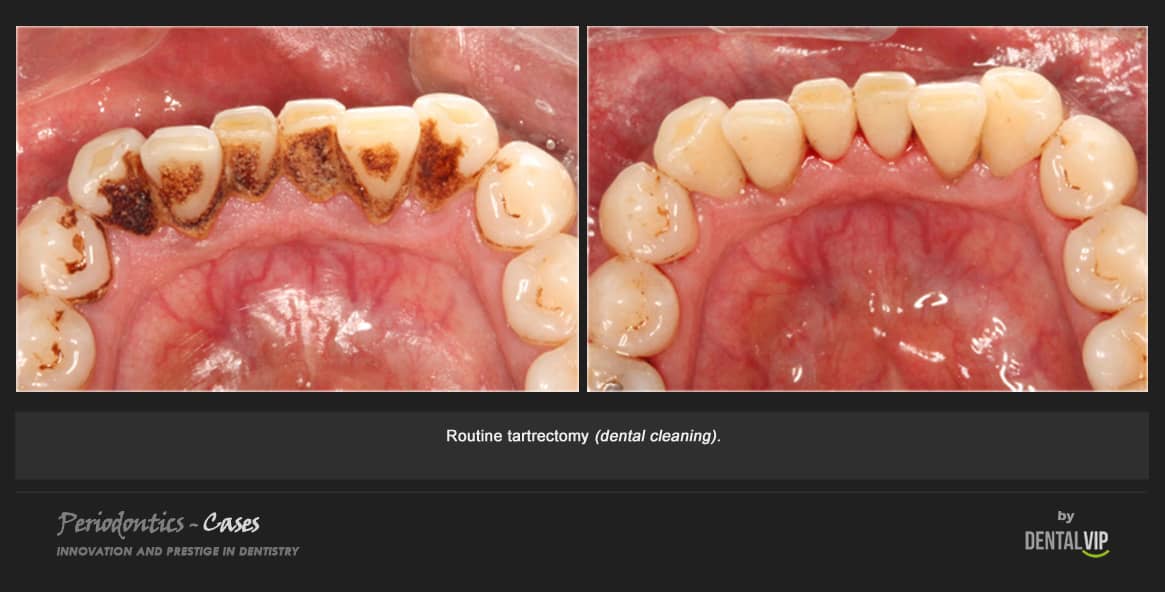 Routine tartrectomy (dental cleaning).
Periodontics - Cases
INNOVATION AND PRESTIGE IN DENTISTRY
by
DENTALVIP